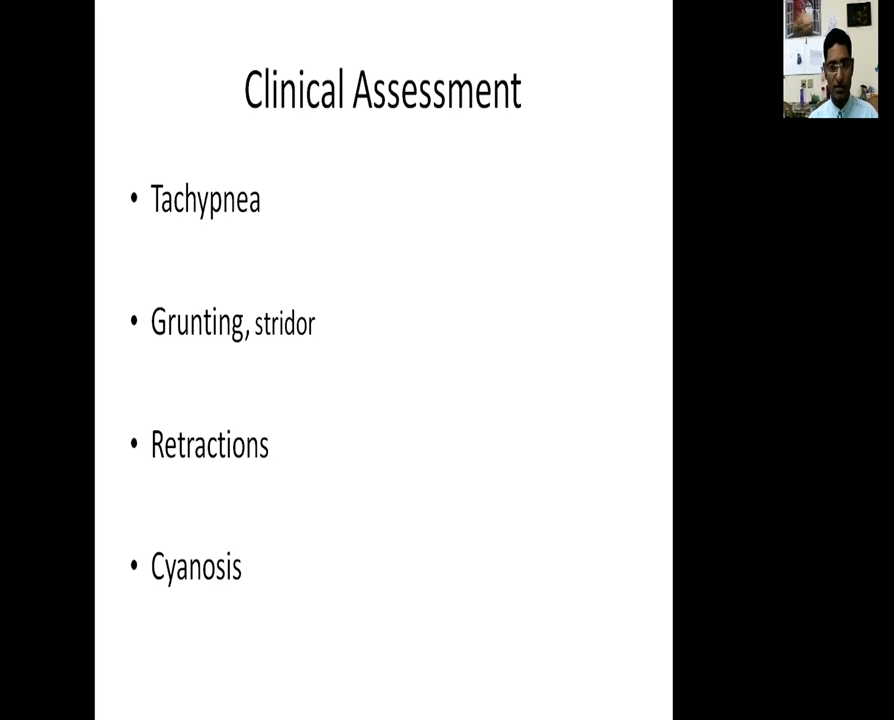 Clinical Assessment
• Tachypnea
• Grunting, stridor
• Retractions
• Cyanosis